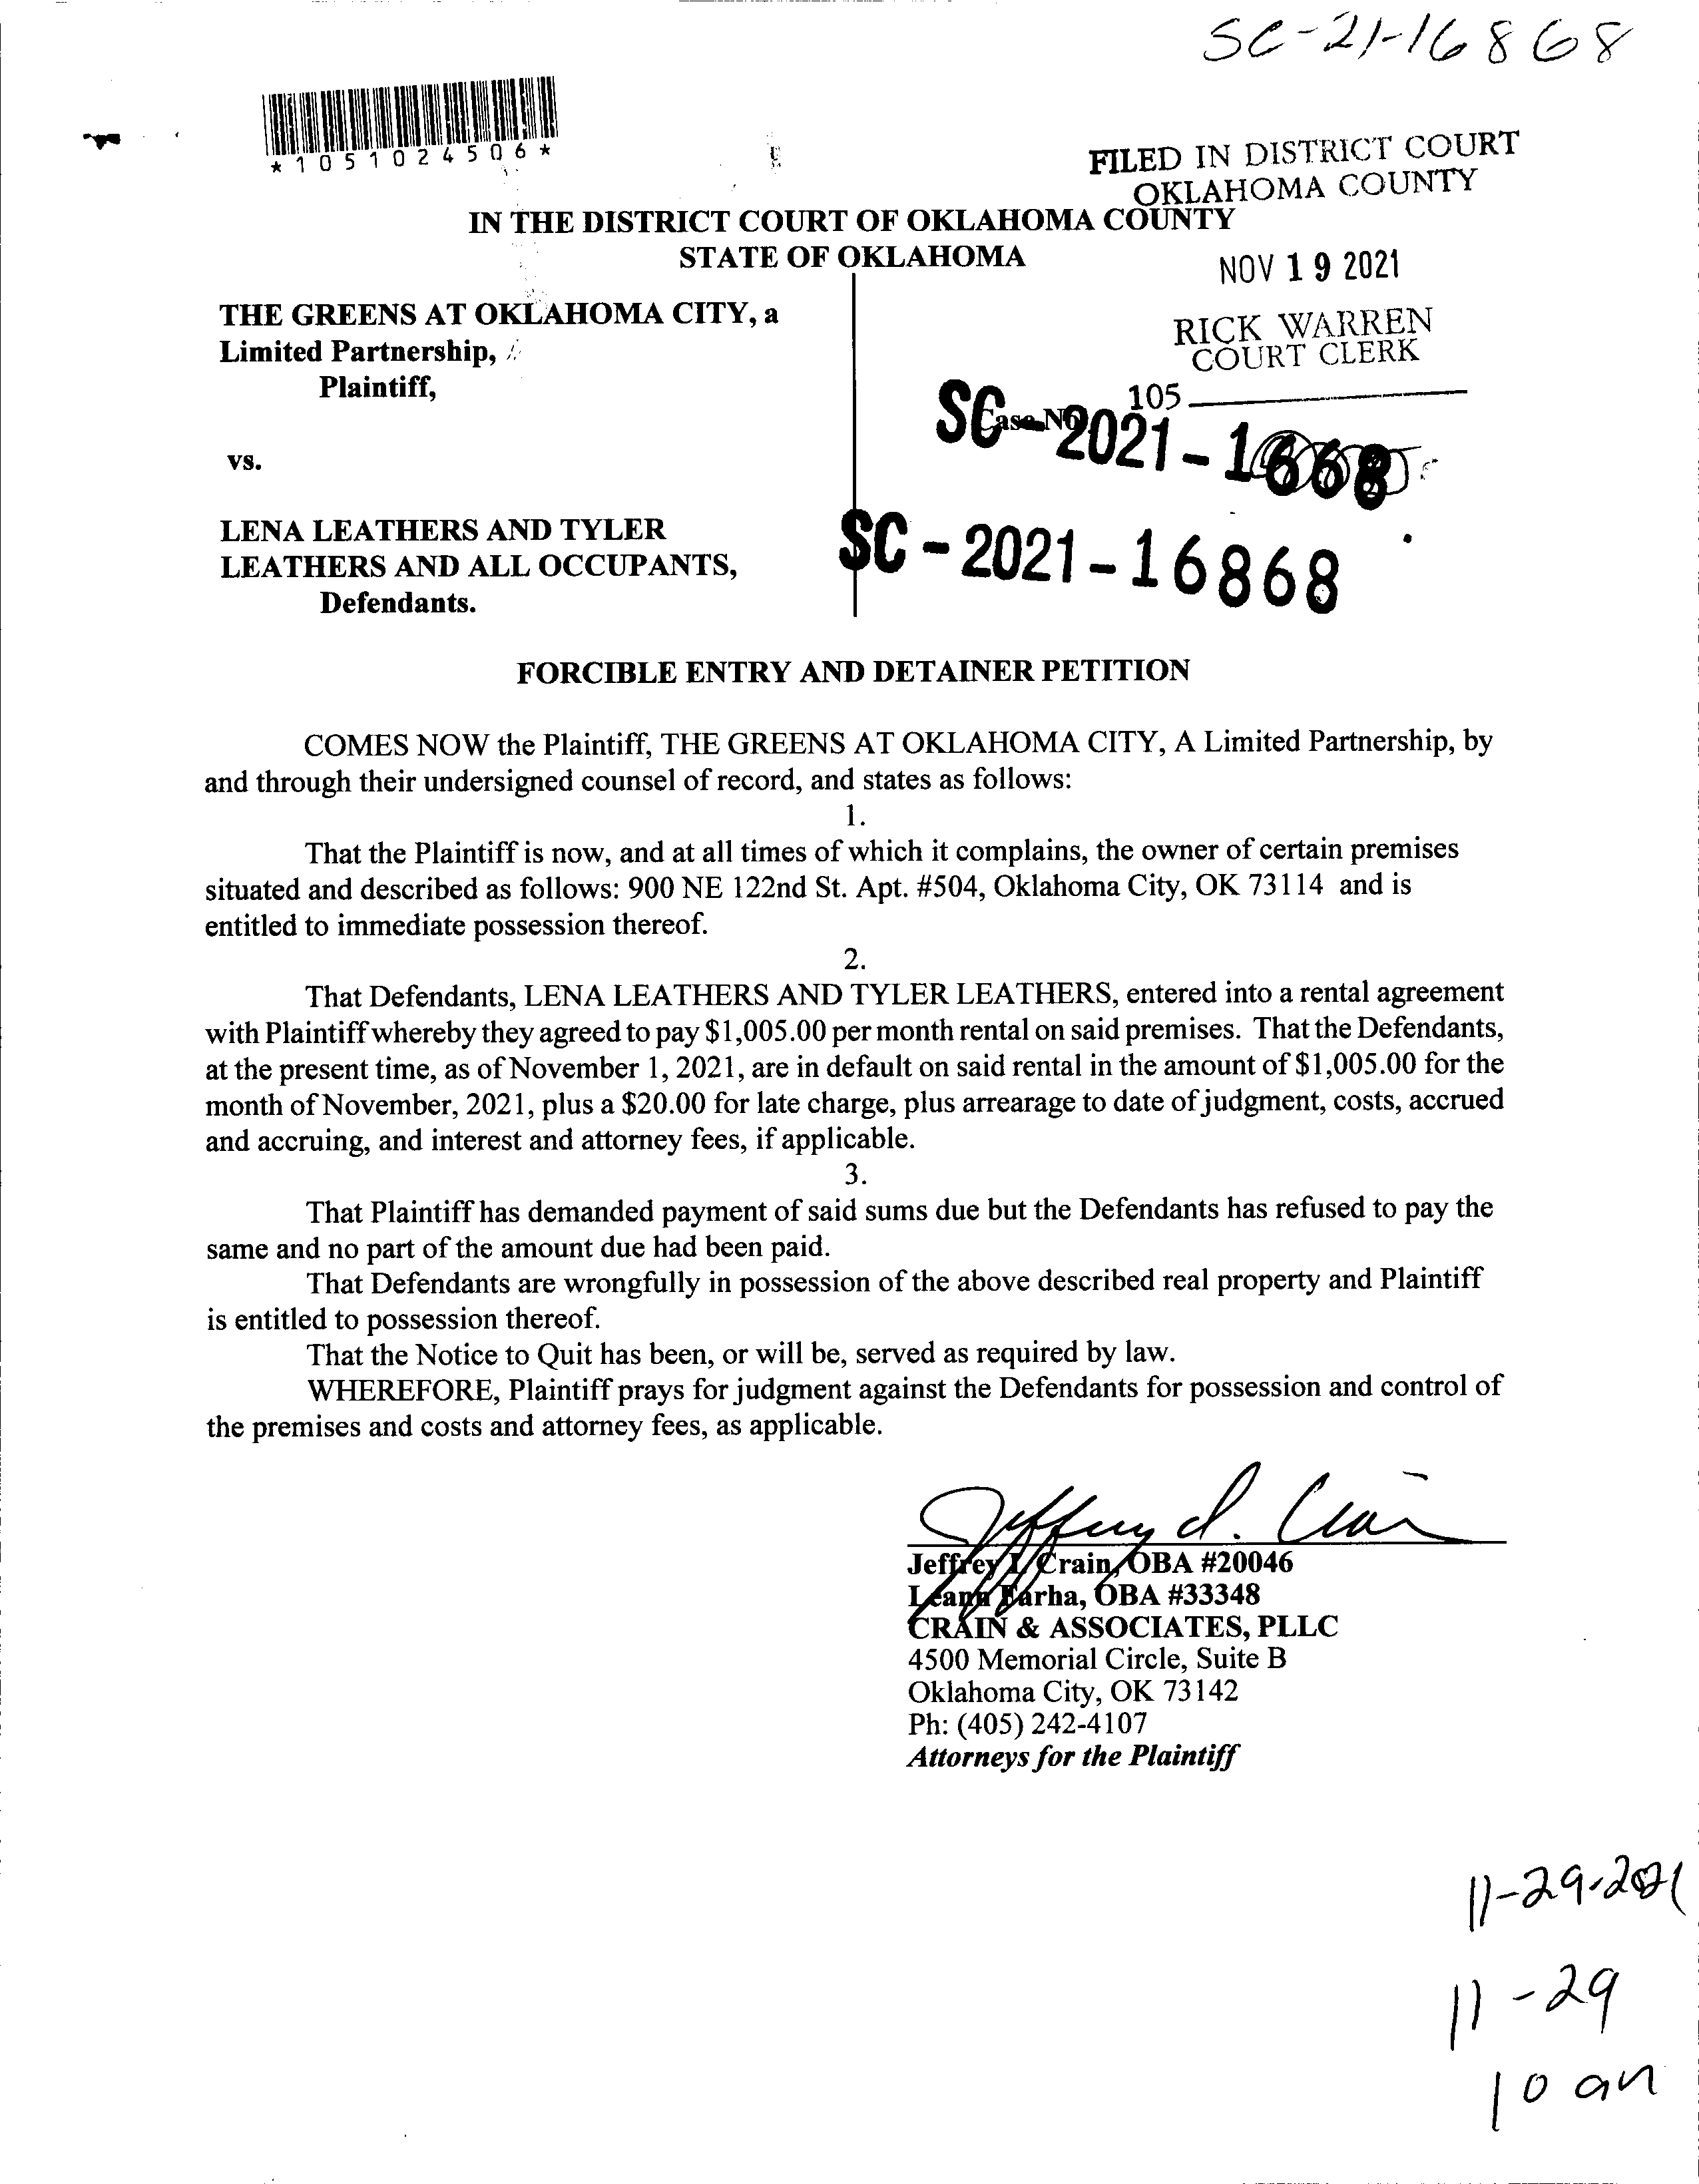 SC-21-16868
*1051024506*
FILED IN DISTRICT COURT
OKLAHOMA COUNTY
IN THE DISTRICT COURT OF OKLAHOMA COUNTY
STATE OF OKLAHOMA
NOV 19 2021
THE GREENS AT OKLAHOMA CITY, a
Limited Partnership,
Plaintiff,
RICK WARREN
COURT CLERK
105
Case No
SC-2021-1668
vs.
LENA LEATHERS AND TYLER
LEATHERS AND ALL OCCUPANTS,
Defendants.
SC-2021-16868
FORCIBLE ENTRY AND DETAINER PETITION
COMES NOW the Plaintiff, THE GREENS AT OKLAHOMA CITY, A Limited Partnership, by
and through their undersigned counsel of record, and states as follows:
1.
That the Plaintiff is now, and at all times of which it complains, the owner of certain premises
situated and described as follows: 900 NE 122nd St. Apt. #504, Oklahoma City, OK 73114 and is
entitled to immediate possession thereof.
2.
That Defendants, LENA LEATHERS AND TYLER LEATHERS, entered into a rental agreement
with Plaintiff whereby they agreed to pay $1,005.00 per month rental on said premises. That the Defendants,
at the present time, as of November 1, 2021, are in default on said rental in the amount of $1,005.00 for the
month of November, 2021, plus a $20.00 for late charge, plus arrearage to date of judgment, costs, accrued
and accruing, and interest and attorney fees, if applicable.
3.
That Plaintiff has demanded payment of said sums due but the Defendants has refused to pay the
same and no part of the amount due had been paid.
That Defendants are wrongfully in possession of the above described real property and Plaintiff
is entitled to possession thereof.
That the Notice to Quit has been, or will be, served as required by law.
WHEREFORE, Plaintiff prays for judgment against the Defendants for possession and control of
the premises and costs and attorney fees, as applicable.
Jeffrey I. Crain, OBA #20046
Leann Farha, OBA #33348
CRAIN & ASSOCIATES, PLLC
4500 Memorial Circle, Suite B
Oklahoma City, OK 73142
Ph: (405) 242-4107
Attorneys for the Plaintiff
11-29-2021
11-29
10 am